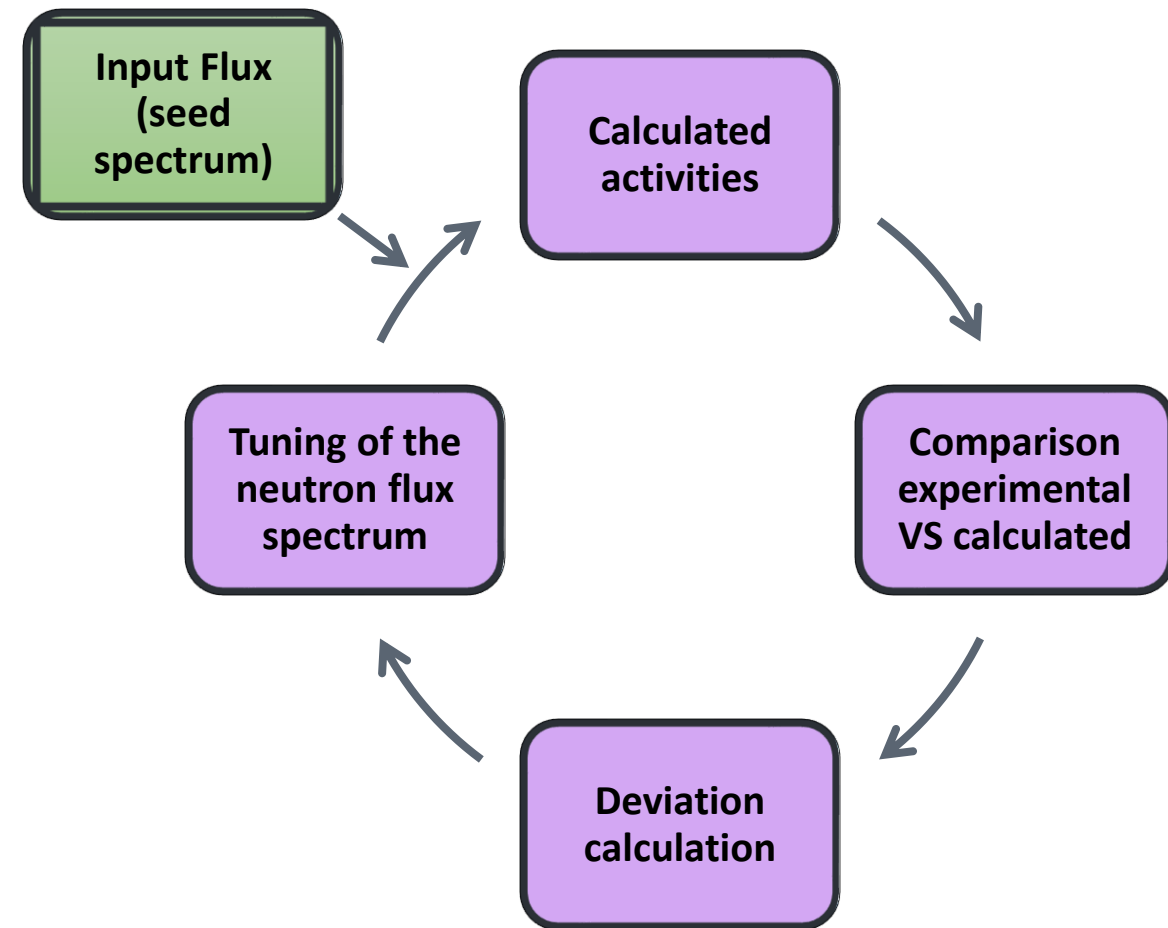 Input Flux
(seed
spectrum)
Calculated
activities
Comparison
experimental
VS calculated
Deviation
calculation
Tuning of the
neutron flux
spectrum